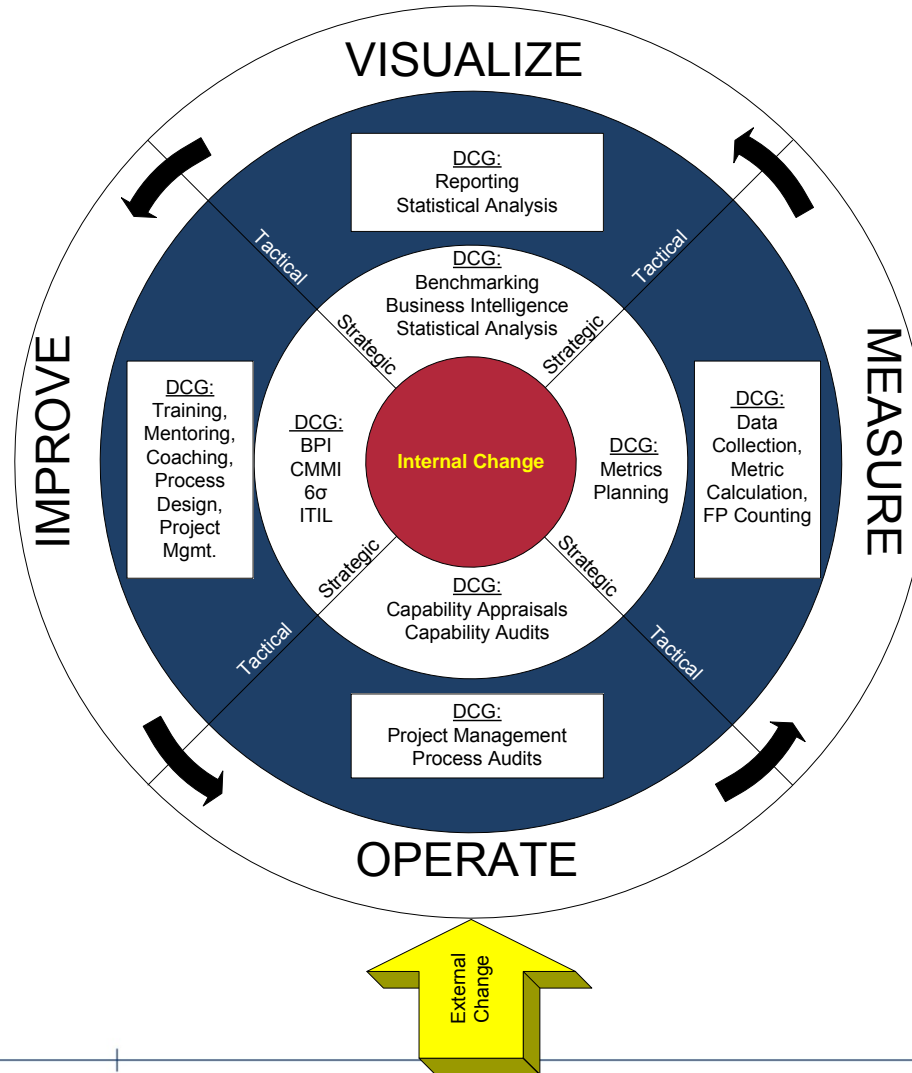 VISUALIZE
DCG:
Reporting
Statistical Analysis
Tactical
Tactical
DCG:
Benchmarking
Business Intelligence
Statistical Analysis
Strategic
Strategic
IMPROVE
DCG:
Training,
Mentoring,
Coaching,
Process
Design,
Project
Mgmt.
DCG:
BPI
CMMI
6σ
ITIL
Internal Change
DCG:
Metrics
Planning
DCG:
Data
Collection,
Metric
Calculation,
FP Counting
MEASURE
Strategic
Strategic
DCG:
Capability Appraisals
Capability Audits
Tactical
Tactical
DCG:
Project Management
Process Audits
OPERATE
External
Change